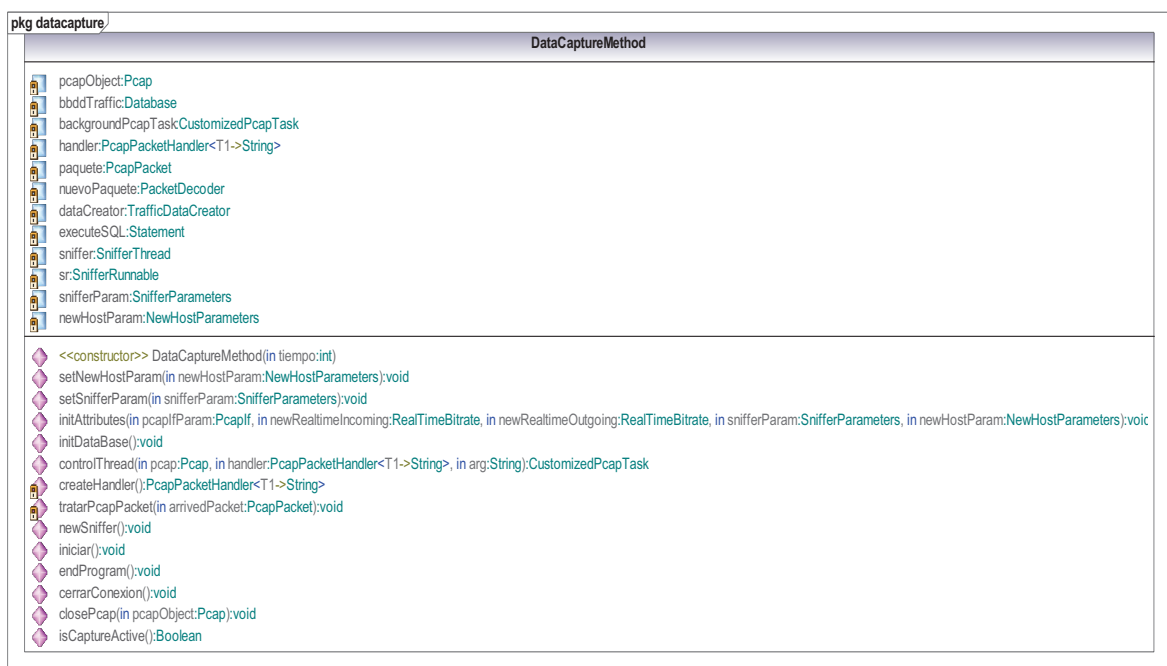 pkg datacapture
DataCaptureMethod
pcapObject:Pcap
bbddTraffic:Database
backgroundPcapTask:CustomizedPcapTask
handler:PcapPacketHandler<T1->String>
paquete:PcapPacket
nuevoPaquete:PacketDecoder
dataCreator:TrafficDataCreator
executeSQL:Statement
sniffer:SnifferThread
sr:SnifferRunnable
snifferParam:SnifferParameters
newHostParam:NewHostParameters
<<constructor>> DataCaptureMethod(in tiempo:int)
setNewHostParam(in newHostParam:NewHostParameters):void
setSnifferParam(in snifferParam:SnifferParameters):void
initAttributes(in pcapIfParam:PcapIf, in newRealtimeIncoming:RealTimeBitrate, in newRealtimeOutgoing:RealTimeBitrate, in snifferParam:SnifferParameters, in newHostParam:NewHostParameters):voic
initDataBase():void
controlThread(in pcap:Pcap, in handler:PcapPacketHandler<T1->String>, in arg:String):CustomizedPcapTask
createHandler():PcapPacketHandler<T1->String>
tratarPcapPacket(in arrivedPacket:PcapPacket):void
newSniffer():void
iniciar():void
endProgram():void
cerrarConexion():void
closePcap(in pcapObject:Pcap):void
isCaptureActive():Boolean